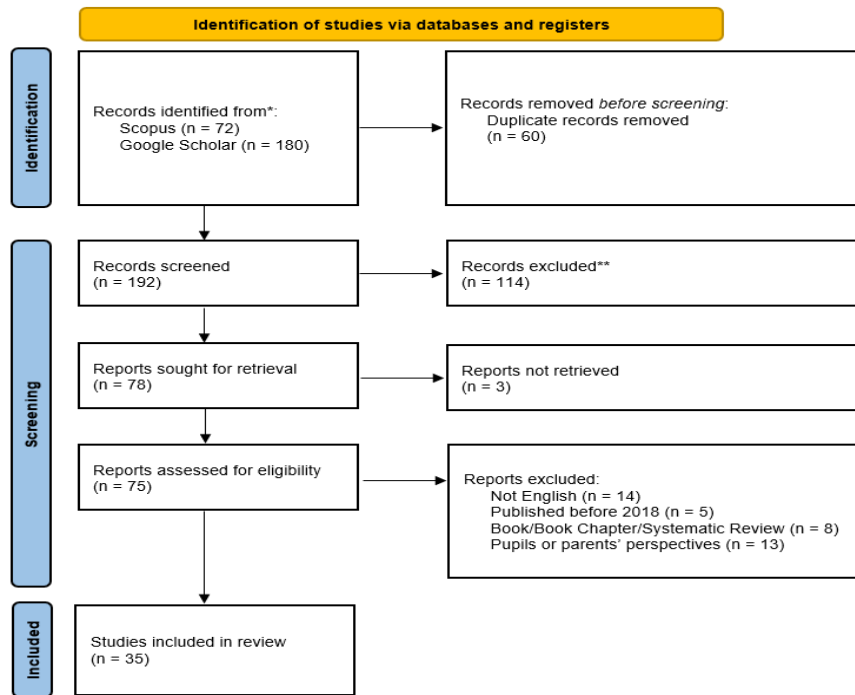 Identification of studies via databases and registers
Identification
Records identified from*:
Scopus (n = 72)
Google Scholar (n = 180)
Records removed before screening:
Duplicate records removed
(n = 60)
Screening
Records screened
(n = 192)
Records excluded**
(n = 114)
Reports sought for retrieval
(n = 78)
Reports not retrieved
(n = 3)
Reports assessed for eligibility
(n = 75)
Reports excluded:
Not English (n = 14)
Published before 2018 (n = 5)
Book/Book Chapter/Systematic Review (n = 8)
Pupils or parents’ perspectives (n = 13)
Included
Studies included in review
(n = 35)